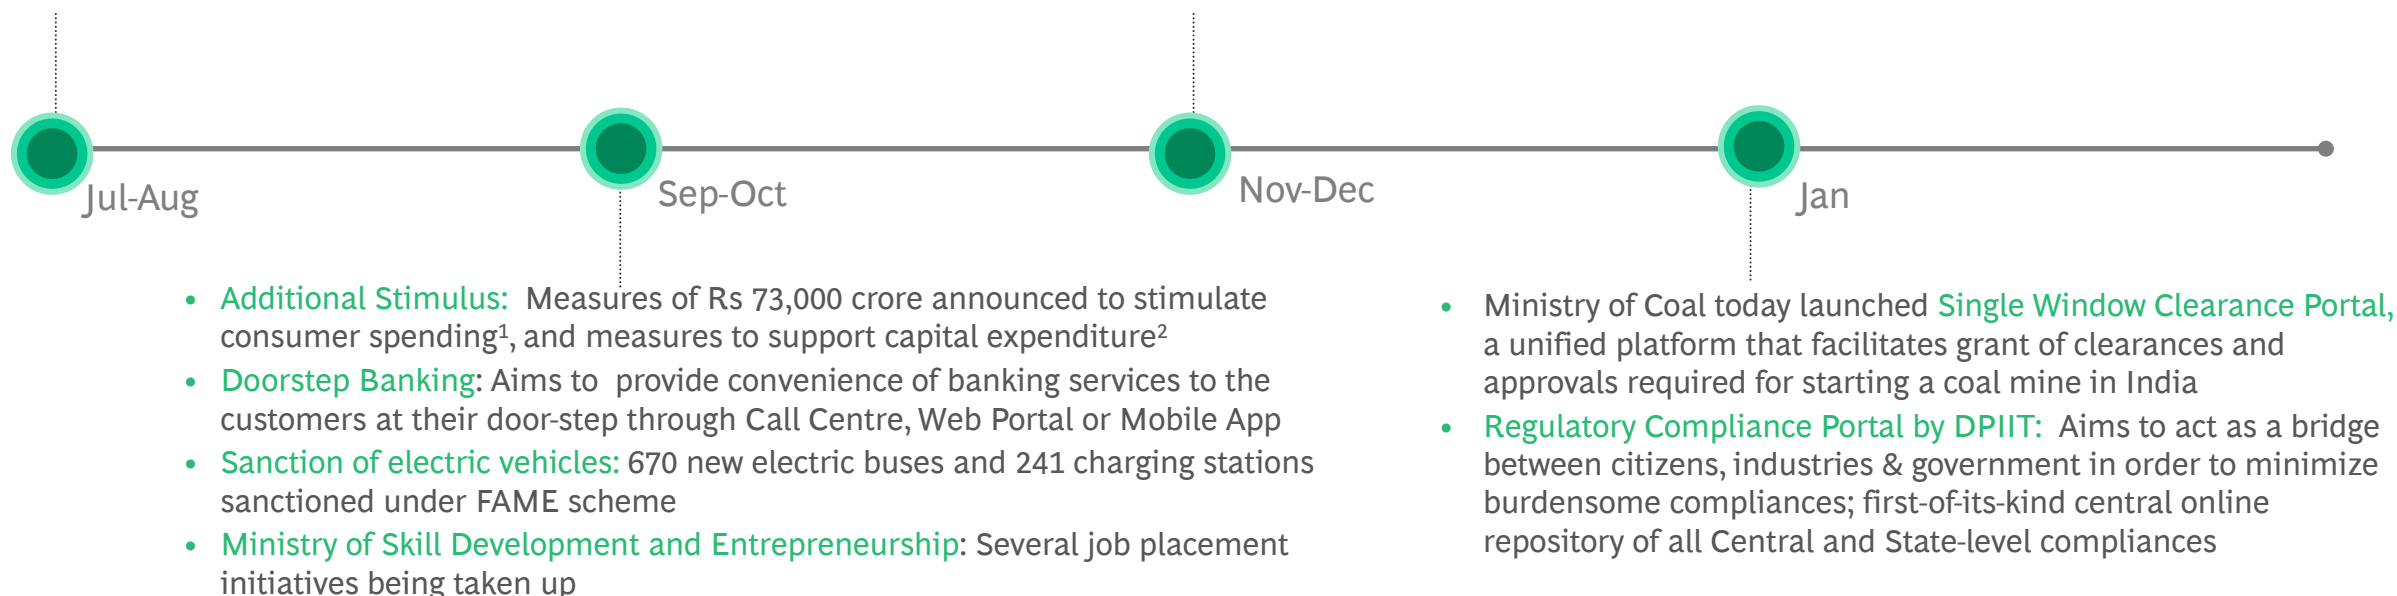 Jul-Aug
Sep-Oct
Nov-Dec
Jan
• Additional Stimulus:  Measures of Rs 73,000 crore announced to stimulate
consumer spending¹, and measures to support capital expenditure²
• Doorstep Banking: Aims to  provide convenience of banking services to the
customers at their door-step through Call Centre, Web Portal or Mobile App
• Sanction of electric vehicles: 670 new electric buses and 241 charging stations
sanctioned under FAME scheme
• Ministry of Skill Development and Entrepreneurship: Several job placement
initiatives being taken up
• Ministry of Coal today launched Single Window Clearance Portal,
a unified platform that facilitates grant of clearances and
approvals required for starting a coal mine in India
• Regulatory Compliance Portal by DPIIT:  Aims to act as a bridge
between citizens, industries & government in order to minimize
burdensome compliances; first-of-its-kind central online
repository of all Central and State-level compliances